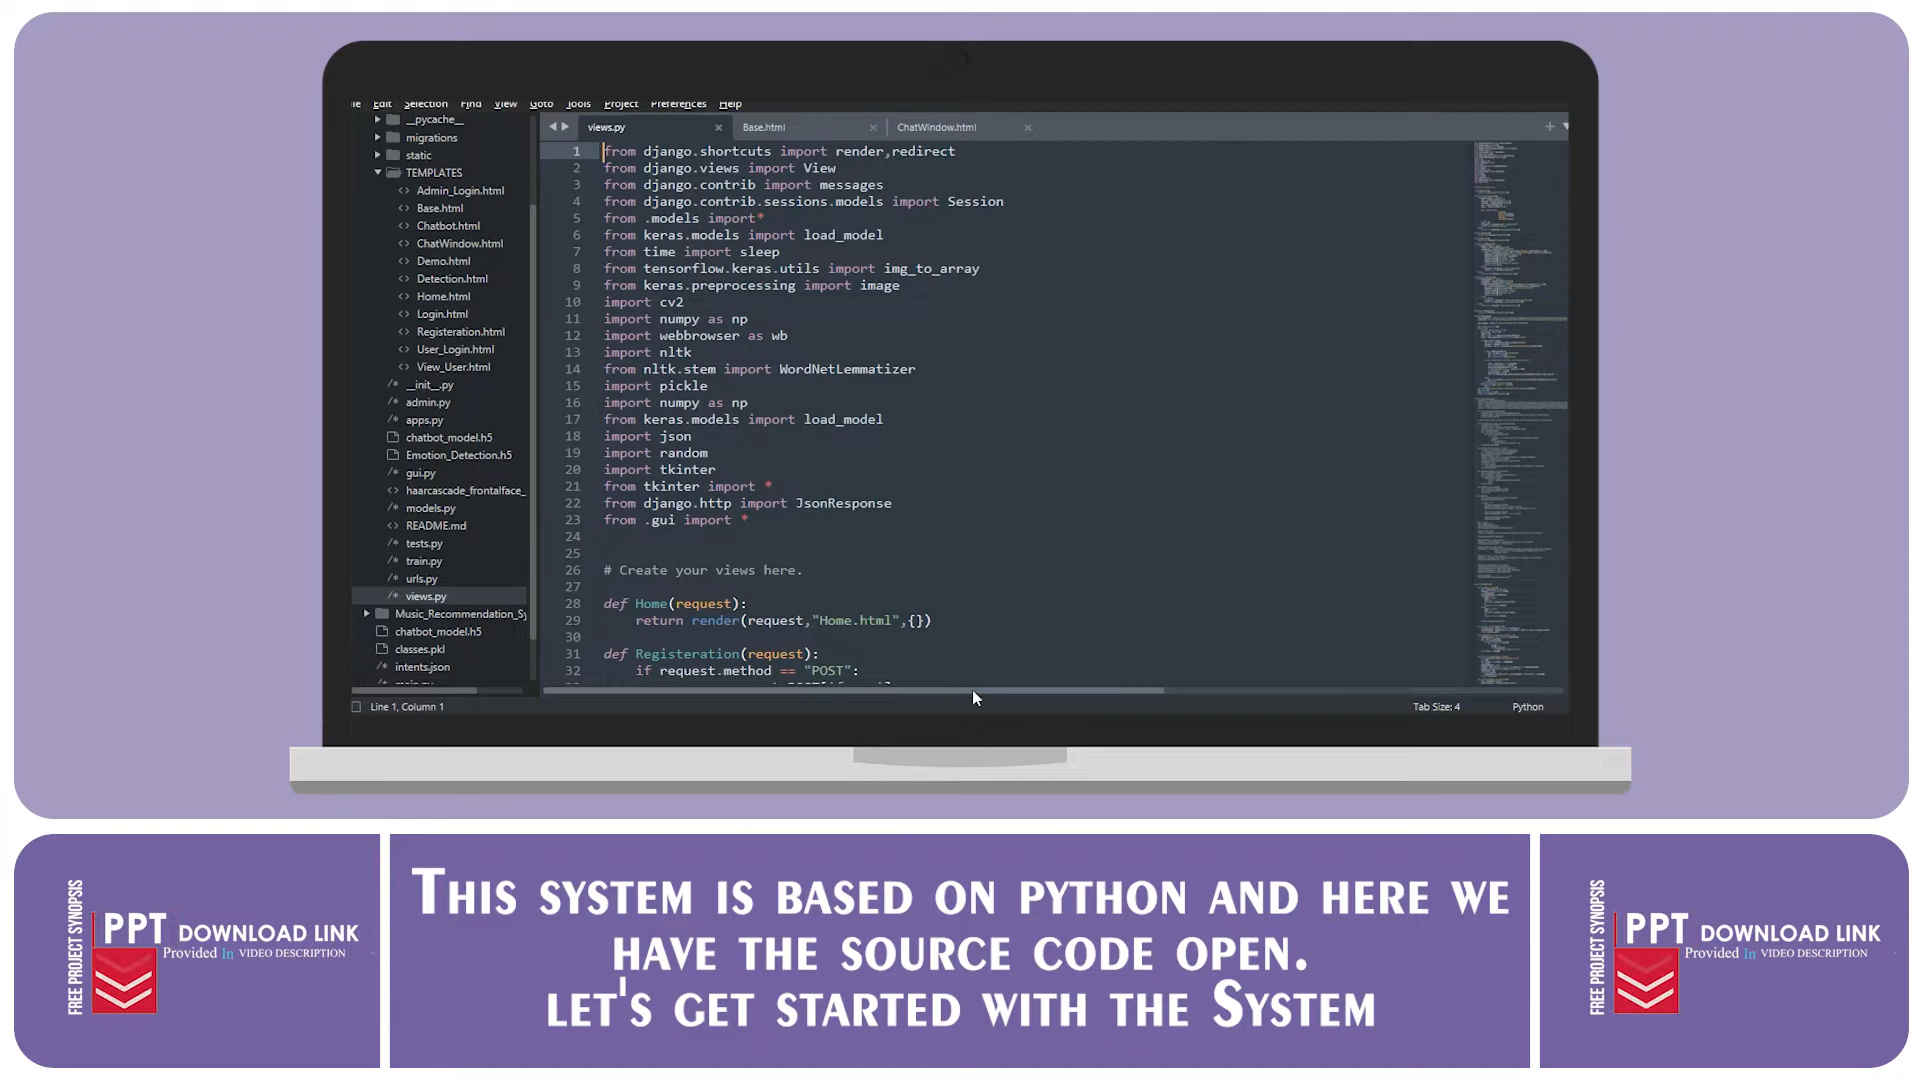 le Edit Selection Find View Goto Tools Project Preferences Help
__pycache__
migrations
static
TEMPLATES
Admin_Login.html
Base.html
Chatbot.html
ChatWindow.html
Demo.html
Detection.html
Home.html
Login.html
Registeration.html
User_Login.html
View_User.html
__init__.py
admin.py
apps.py
chatbot_model.h5
Emotion_Detection.h5
gui.py
haarcascade_frontalface_
models.py
README.md
tests.py
train.py
urls.py
views.py
Music_Recommendation_Sy
chatbot_model.h5
classes.pkl
intents.json
views.py Base.html ChatWindow.html
1 from django.shortcuts import render,redirect
2 from django.views import View
3 from django.contrib import messages
4 from django.contrib.sessions.models import Session
5 from .models import*
6 from keras.models import load_model
7 from time import sleep
8 from tensorflow.keras.utils import img_to_array
9 from keras.preprocessing import image
10 import cv2
11 import numpy as np
12 import webbrowser as wb
13 import nltk
14 from nltk.stem import WordNetLemmatizer
15 import pickle
16 import numpy as np
17 from keras.models import load_model
18 import json
19 import random
20 import tkinter
21 from tkinter import *
22 from django.http import JsonResponse
23 from .gui import *
24
25
26 # Create your views here.
27
28 def Home(request):
29 return render(request,"Home.html",{})
30
31 def Registeration(request):
32 if request.method == "POST":
Line 1, Column 1 Tab Size: 4 Python
FREE PROJECT SYNOPSIS
PPT DOWNLOAD LINK
Provided In VIDEO DESCRIPTION
THIS SYSTEM IS BASED ON PYTHON AND HERE WE
HAVE THE SOURCE CODE OPEN.
LET'S GET STARTED WITH THE SYSTEM
FREE PROJECT SYNOPSIS
PPT DOWNLOAD LINK
Provided In VIDEO DESCRIPTION